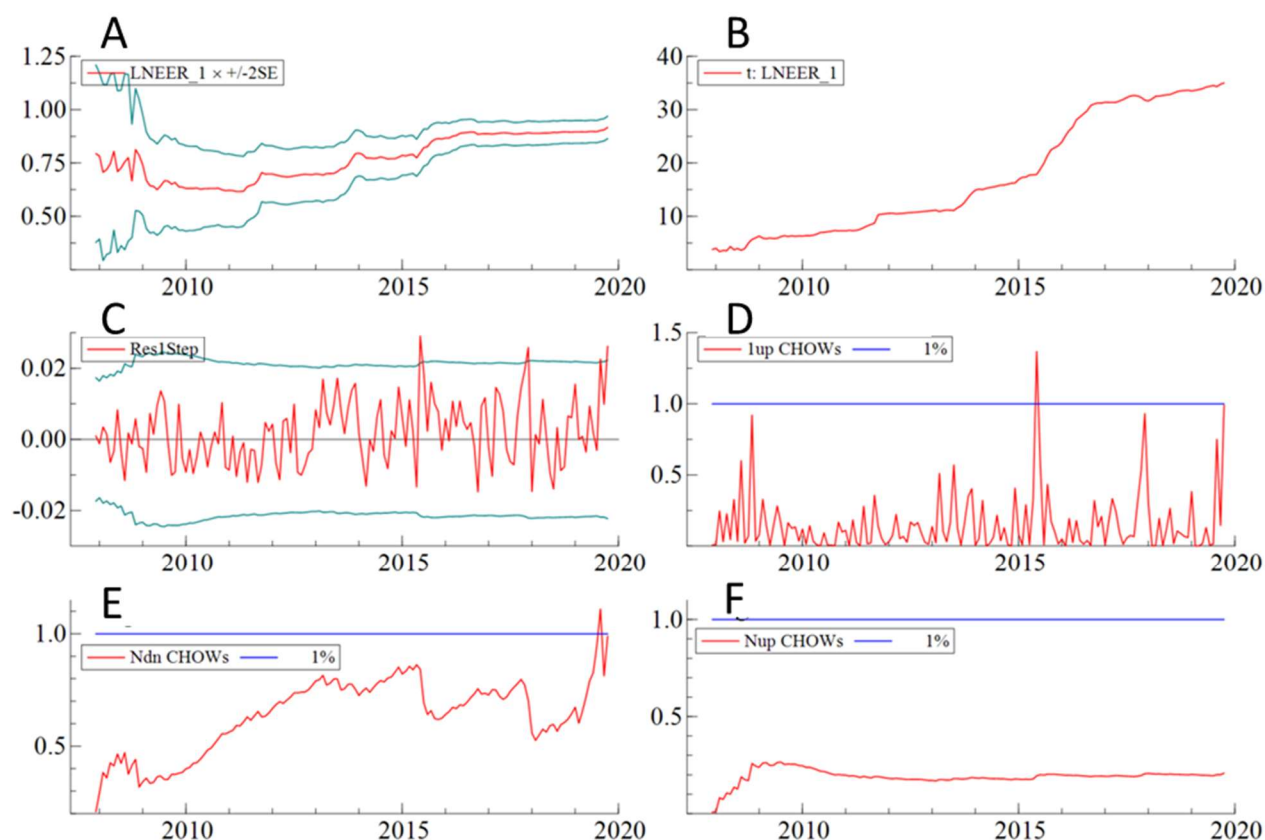 A
1.25
1.00
0.75
0.50
LNEER_1 × +/-2SE
2010 2015 2020
B
40
30
20
10
t: LNEER_1
2010 2015 2020
C
0.02
0.00
-0.02
Res1Step
2010 2015 2020
D
1.5
1.0
0.5
1up CHOWs 1%
2010 2015 2020
E
1.0
0.5
Ndn CHOWs 1%
2010 2015 2020
F
1.0
0.5
Nup CHOWs 1%
2010 2015 2020